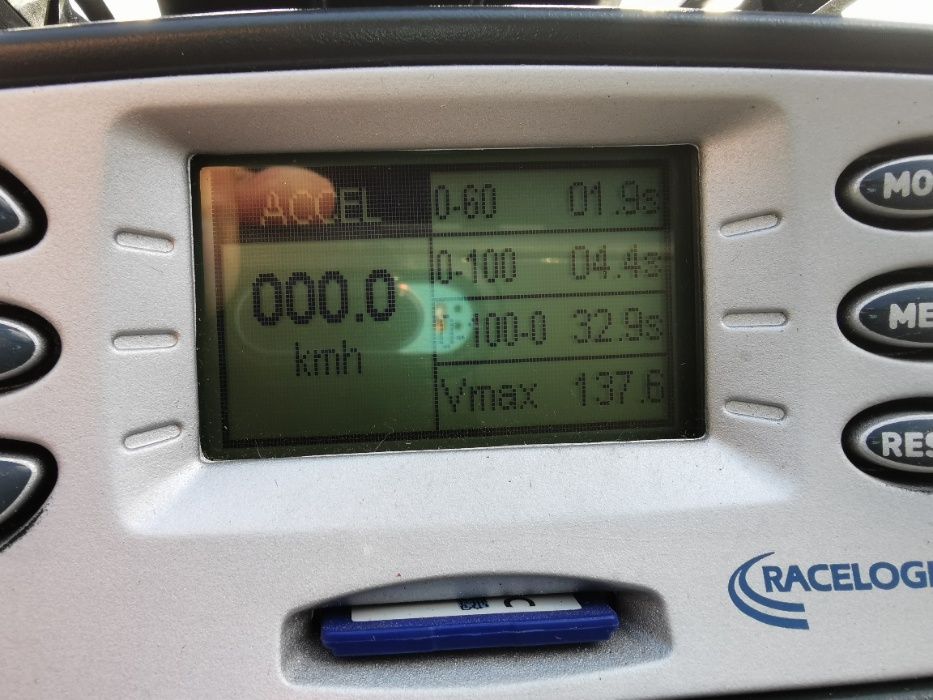 ACCEL
0-60 01.9s
0-100 04.4s
0-100-0 32.9s
Vmax 137.6
000.0
kmh
MO
ME
RES
RACELOGI